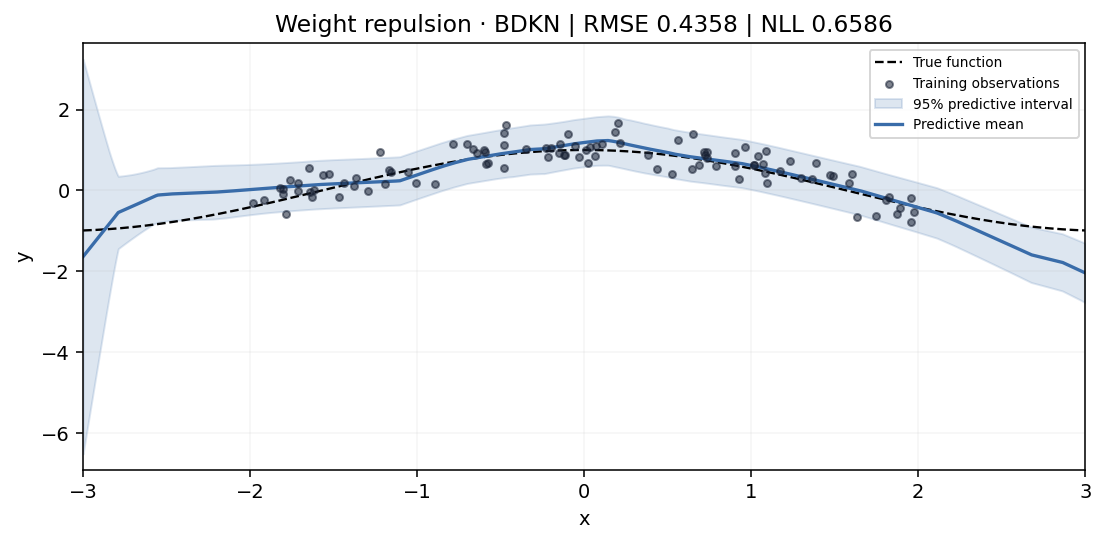 Weight repulsion · BDKN | RMSE 0.4358 | NLL 0.6586
True function
Training observations
95% predictive interval
Predictive mean
2
0
−2
−4
−6
y
−3
−2
−1
0
1
2
3
x